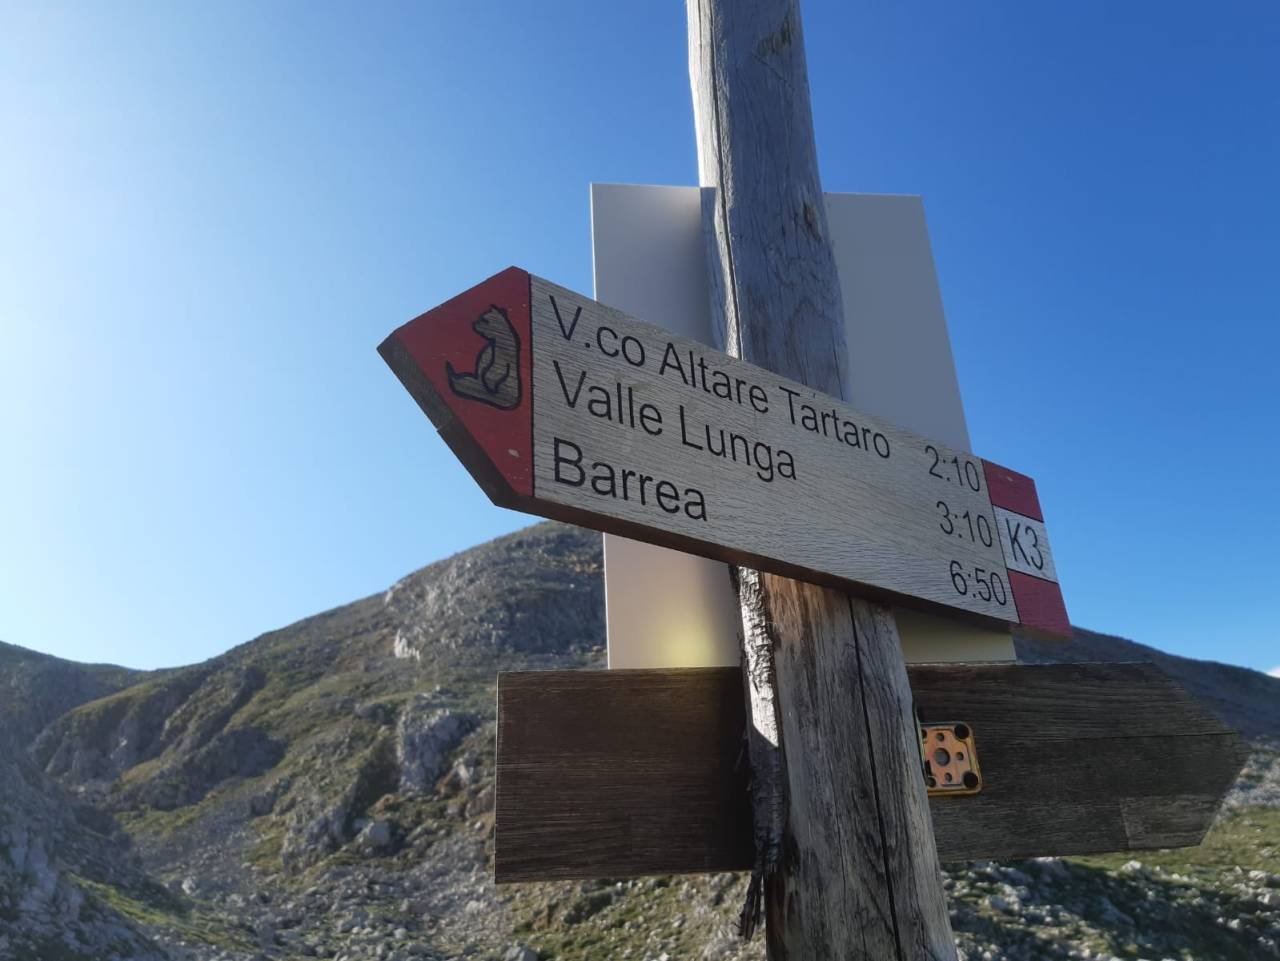 V.co Altare Tartaro 2:10
Valle Lunga 3:10
Barrea 6:50
K3